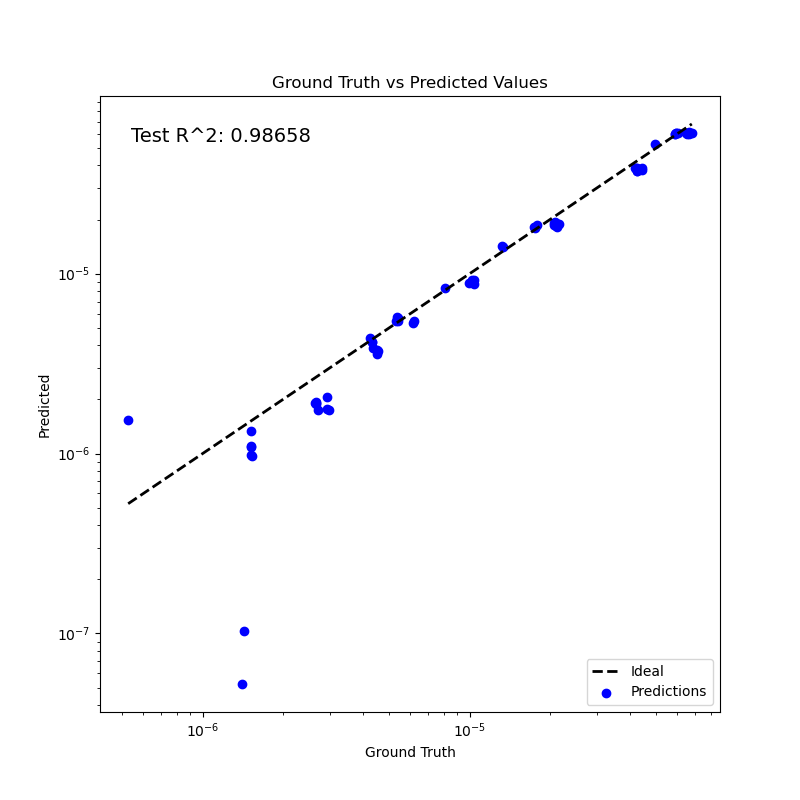 Ground Truth vs Predicted Values
Test R^2: 0.98658
Predicted
10⁻⁵
10⁻⁶
10⁻⁷
10⁻⁶
10⁻⁵
Ground Truth
Ideal
Predictions